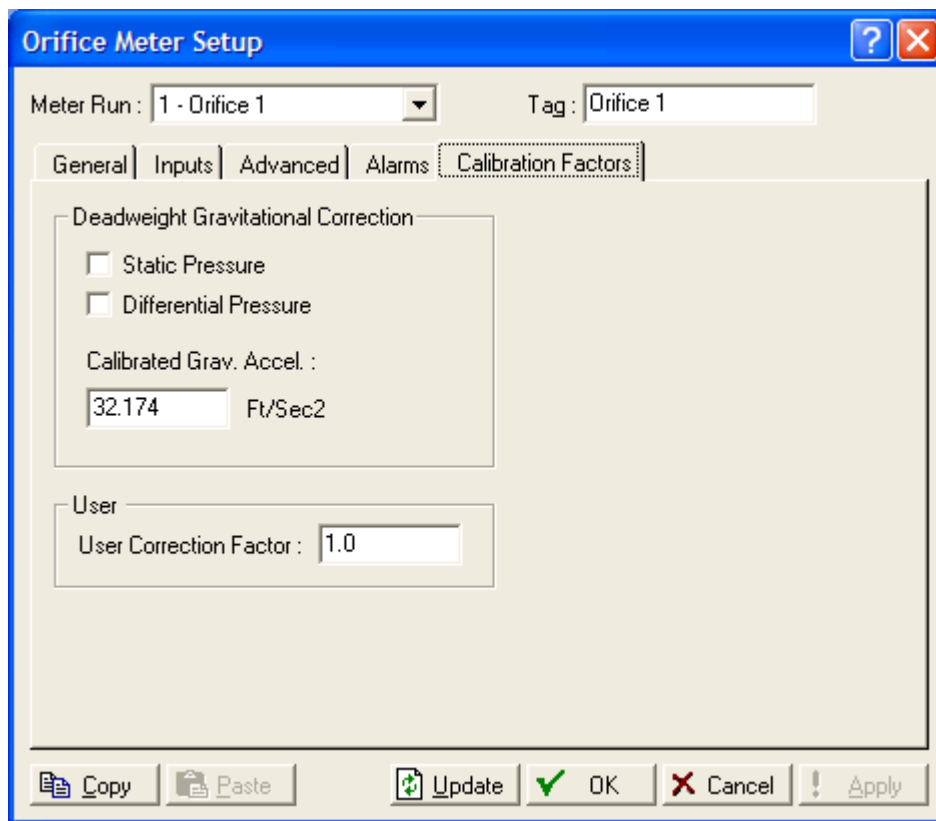 Orifice Meter Setup
Meter Run : 1 - Orifice 1 Tag : Orifice 1
General Inputs Advanced Alarms Calibration Factors
Deadweight Gravitational Correction
Static Pressure
Differential Pressure
Calibrated Grav. Accel. :
32.174 Ft/Sec2
User
User Correction Factor : 1.0
Copy Paste Update OK Cancel Apply